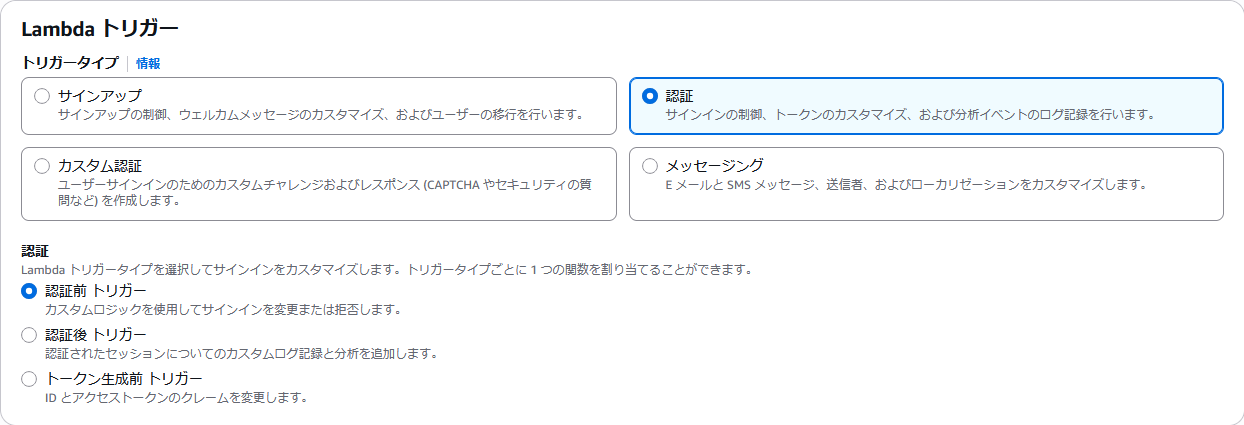 Lambda トリガー
トリガータイプ 情報
サインアップ
サインアップの制御、ウェルカムメッセージのカスタマイズ、およびユーザーの移行を行います。
認証
サインインの制御、トークンのカスタマイズ、および分析イベントのログ記録を行います。
カスタム認証
ユーザーサインインのためのカスタムチャレンジおよびレスポンス (CAPTCHA やセキュリティの質
問など) を作成します。
メッセージング
E メールと SMS メッセージ、送信者、およびローカリゼーションをカスタマイズします。
認証
Lambda トリガータイプを選択してサインインをカスタマイズします。トリガータイプごとに 1 つの関数を割り当てることができます。
認証前 トリガー
カスタムロジックを使用してサインインを変更または拒否します。
認証後 トリガー
認証されたセッションについてのカスタムログ記録と分析を追加します。
トークン生成前 トリガー
ID とアクセストークンのクレームを変更します。